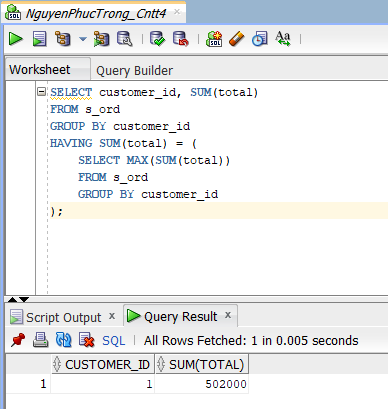 NguyenPhucTrong_Cntt4
Worksheet Query Builder
SELECT customer_id, SUM(total)
FROM s_ord
GROUP BY customer_id
HAVING SUM(total) = (
SELECT MAX(SUM(total))
FROM s_ord
GROUP BY customer_id
);
Script Output x Query Result x
SQL | All Rows Fetched: 1 in 0.005 seconds
CUSTOMER_ID SUM(TOTAL)
1 1 502000